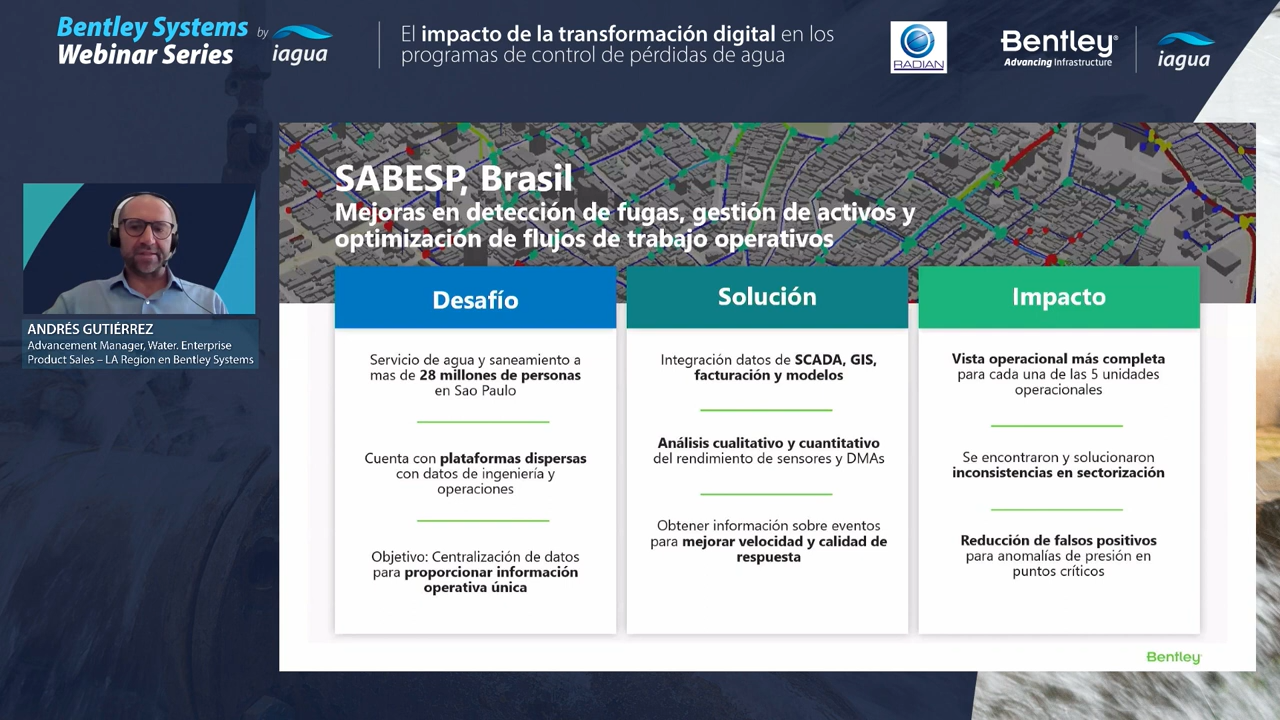 Bentley Systems
Webinar Series
by
iagua
El impacto de la transformación digital en los
programas de control de pérdidas de agua
RADIAN
Bentley®
Advancing Infrastructure
iagua
ANDRÉS GUTIÉRREZ
Advancement Manager, Water. Enterprise
Product Sales – LA Region en Bentley Systems
SABESP, Brasil
Mejoras en detección de fugas, gestión de activos y
optimización de flujos de trabajo operativos
Desafío
Servicio de agua y saneamiento a
mas de 28 millones de personas
en Sao Paulo
Cuenta con plataformas dispersas
con datos de ingeniería y
operaciones
Objetivo: Centralización de datos
para proporcionar información
operativa única
Solución
Integración datos de SCADA, GIS,
facturación y modelos
Análisis cualitativo y cuantitativo
del rendimiento de sensores y DMAs
Obtener información sobre eventos
para mejorar velocidad y calidad de
respuesta
Impacto
Vista operacional más completa
para cada una de las 5 unidades
operacionales
Se encontraron y solucionaron
inconsistencias en sectorización
Reducción de falsos positivos
para anomalías de presión en
puntos críticos
Bentley